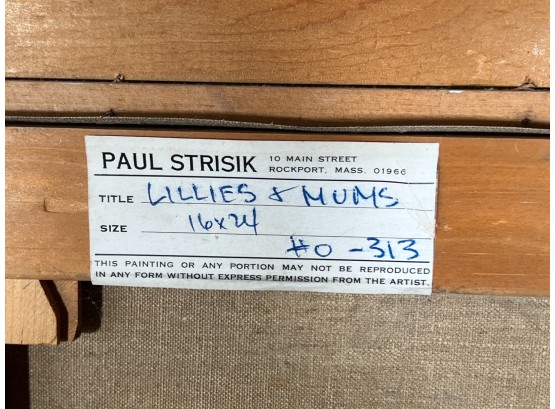 PAUL STRISIK 10 MAIN STREET
ROCKPORT, MASS. 01966
TITLE LILLIES & MUMS
SIZE 16x24
#0-313
THIS PAINTING OR ANY PORTION MAY NOT BE REPRODUCED
IN ANY FORM WITHOUT EXPRESS PERMISSION FROM THE ARTIST.